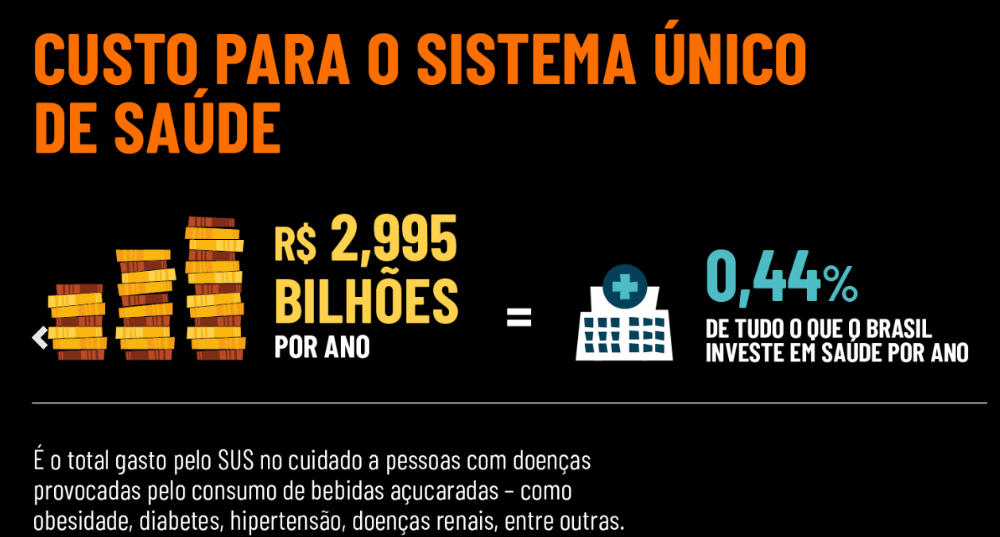 CUSTO PARA O SISTEMA ÚNICO
DE SAÚDE
R$ 2,995
BILHÕES
POR ANO
=
0,44%
DE TUDO O QUE O BRASIL
INVESTE EM SAÚDE POR ANO
É o total gasto pelo SUS no cuidado a pessoas com doenças
provocadas pelo consumo de bebidas açucaradas – como
obesidade, diabetes, hipertensão, doenças renais, entre outras.